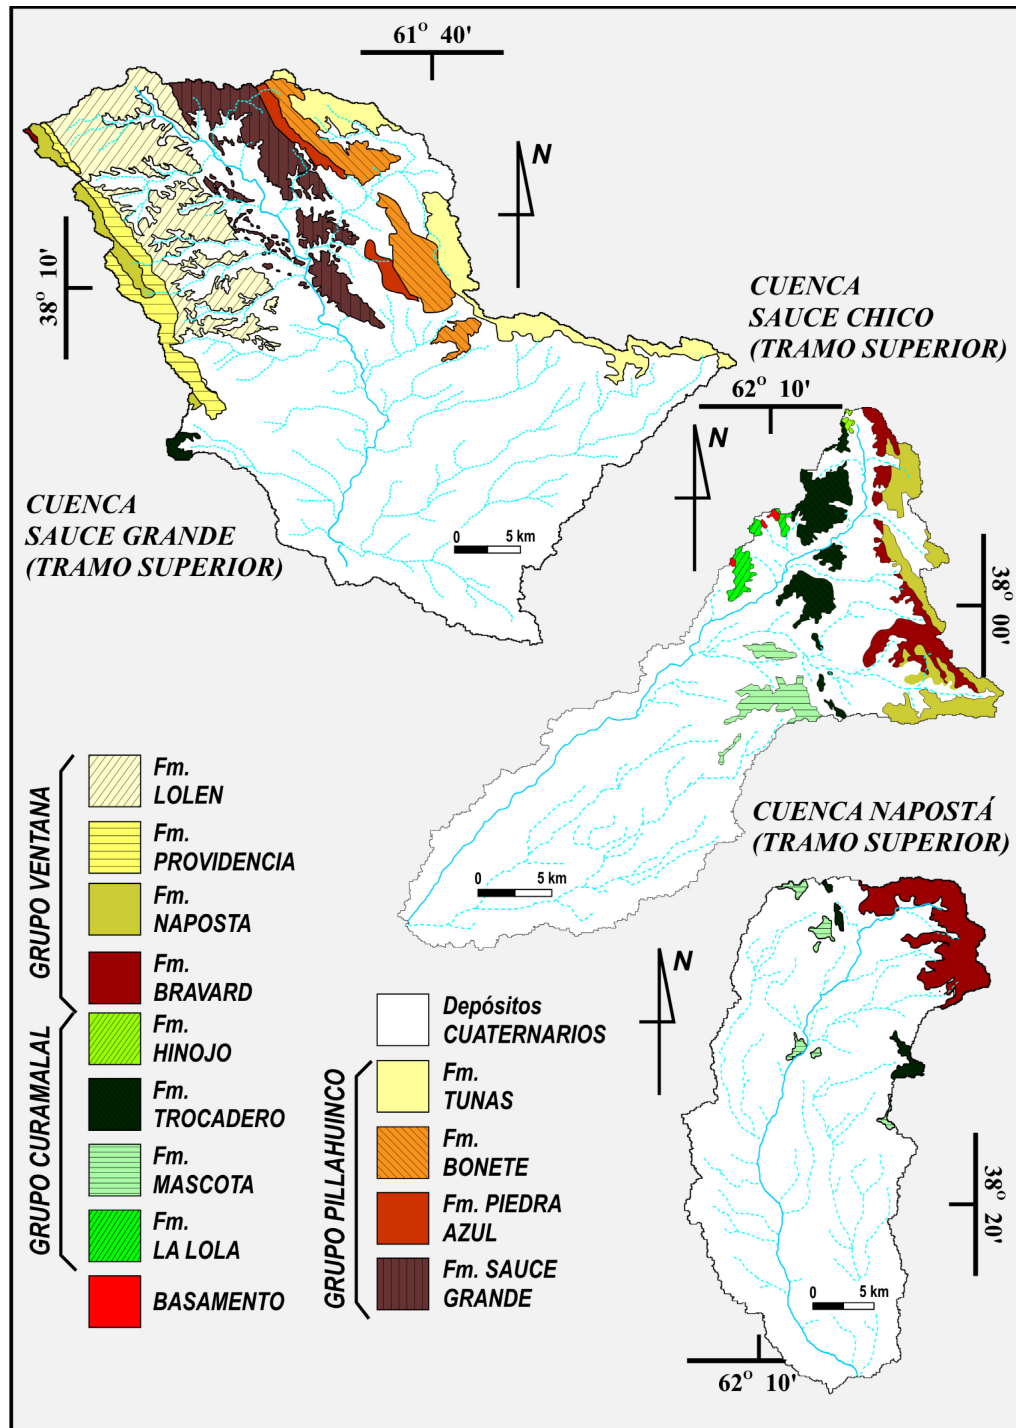 61° 40'
N
38° 10'
CUENCA
SAUCE CHICO
(TRAMO SUPERIOR)
62° 10'
N
CUENCA
SAUCE GRANDE
(TRAMO SUPERIOR)
0 5 km
38° 00'
0 5 km
CUENCA NAPOSTÁ
(TRAMO SUPERIOR)
N
38° 20'
0 5 km
62° 10'
GRUPO VENTANA
Fm.
LOLEN
Fm.
PROVIDENCIA
Fm.
NAPOSTA
Fm.
BRAVARD
GRUPO CURAMALAL
Fm.
HINOJO
Fm.
TROCADERO
Fm.
MASCOTA
Fm.
LA LOLA
BASAMENTO
Depósitos
CUATERNARIOS
GRUPO PILLAHUINCO
Fm.
TUNAS
Fm.
BONETE
Fm. PIEDRA
AZUL
Fm. SAUCE
GRANDE